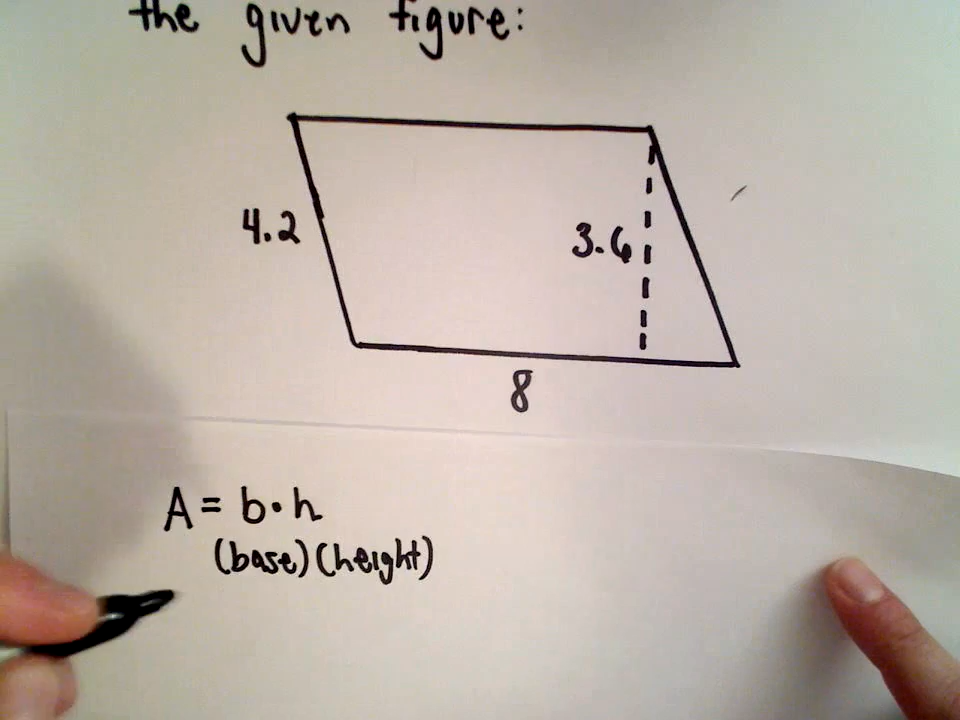 the given figure:
4.2
3.6
8
A = b·h
(base)(height)